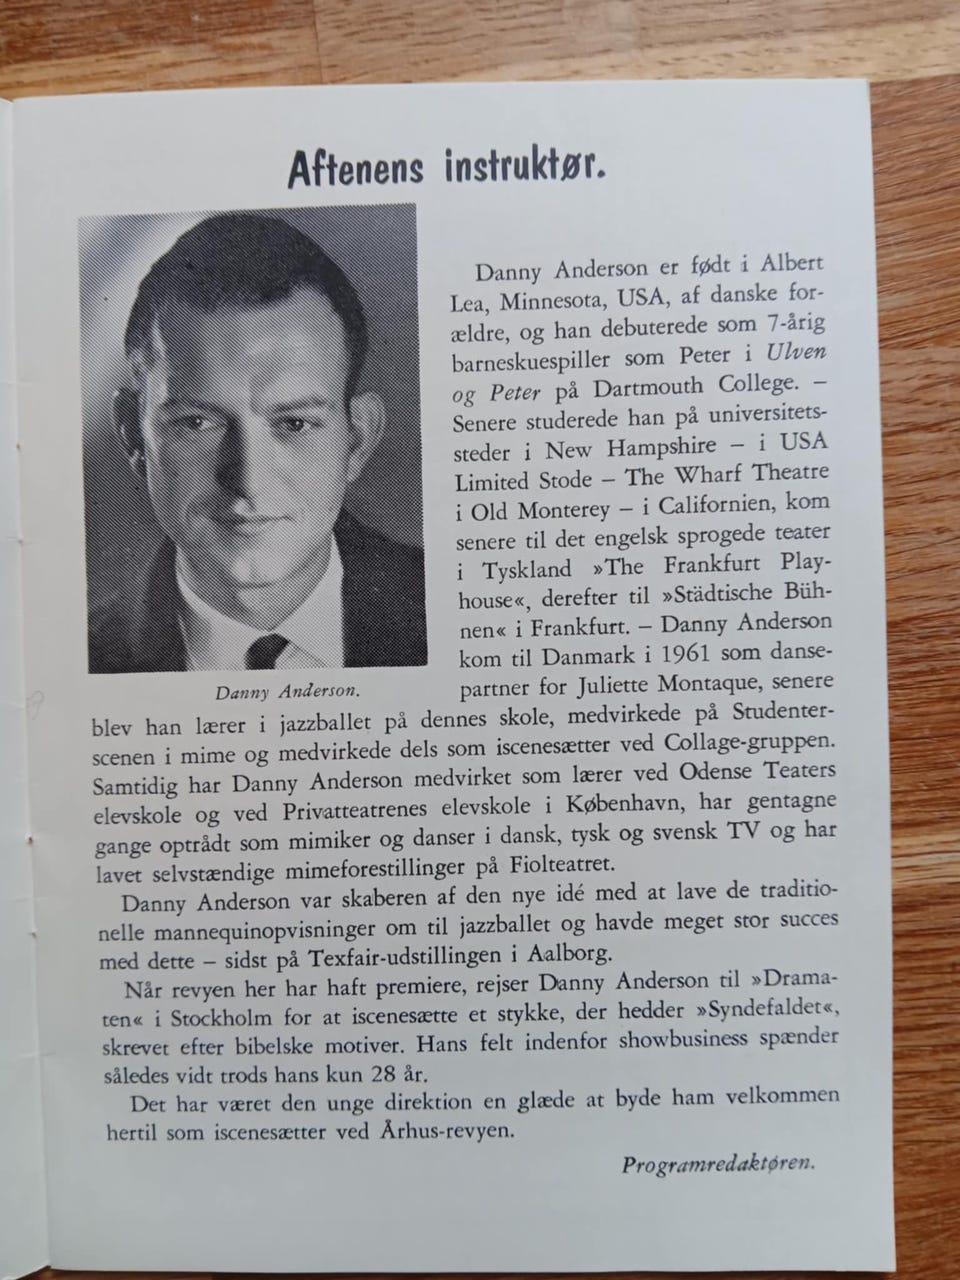 Aftenens instruktør.
Danny Anderson er født i Albert
Lea, Minnesota, USA, af danske for-
ældre, og han debuterede som 7-årig
barneskuespiller som Peter i Ulven
og Peter på Dartmouth College. –
Senere studerede han på universitets-
steder i New Hampshire – i USA
Limited Stode – The Wharf Theatre
i Old Monterey – i Californien, kom
senere til det engelsk sprogede teater
i Tyskland »The Frankfurt Play-
house«, derefter til »Städtische Büh-
nen« i Frankfurt. – Danny Anderson
kom til Danmark i 1961 som danse-
Danny Anderson.
partner for Juliette Montaque, senere
blev han lærer i jazzballet på dennes skole, medvirkede på Studenter-
scenen i mime og medvirkede dels som iscenesætter ved Collage-gruppen.
Samtidig har Danny Anderson medvirket som lærer ved Odense Teaters
elevskole og ved Privatteatrenes elevskole i København, har gentagne
gange optrådt som mimiker og danser i dansk, tysk og svensk TV og har
lavet selvstændige mimeforestillinger på Fiolteatret.
Danny Anderson var skaberen af den nye idé med at lave de traditio-
nelle mannequinopvisninger om til jazzballet og havde meget stor succes
med dette – sidst på Texfair-udstillingen i Aalborg.
Når revyen her har haft premiere, rejser Danny Anderson til »Drama-
ten« i Stockholm for at iscenesætte et stykke, der hedder »Syndefaldet«,
skrevet efter bibelske motiver. Hans felt indenfor showbusiness spænder
således vidt trods hans kun 28 år.
Det har været den unge direktion en glæde at byde ham velkommen
hertil som iscenesætter ved Århus-revyen.
Programredaktøren.